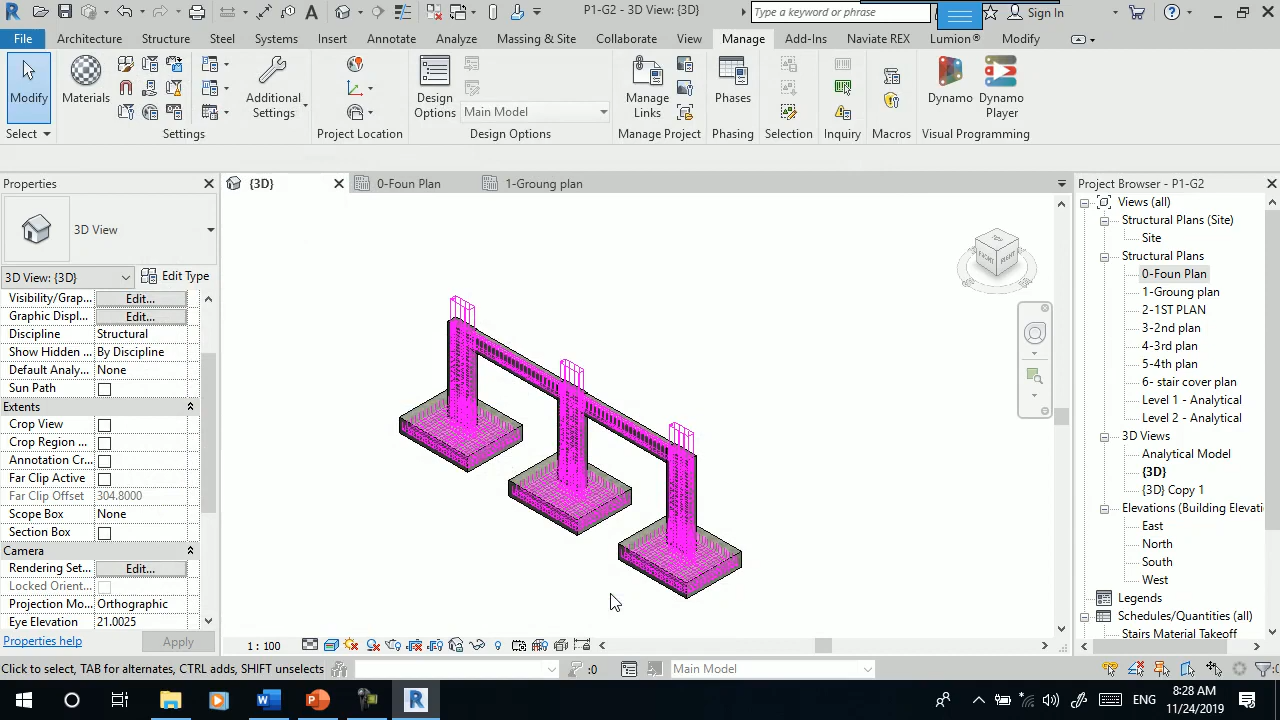 P1-G2 - 3D View: {3D}
Type a keyword or phrase
Sign In
File
Architecture
Structure
Steel
Systems
Insert
Annotate
Analyze
Massing & Site
Collaborate
View
Manage
Add-Ins
Naviate REX
Lumion®
Modify
Modify
Materials
Additional Settings
Design Options
Main Model
Manage Links
Phases
Dynamo
Dynamo Player
Select
Settings
Project Location
Design Options
Manage Project
Phasing
Selection
Inquiry
Macros
Visual Programming
Properties
{3D}
0-Foun Plan
1-Groung plan
Project Browser - P1-G2
3D View
3D View: {3D}
Edit Type
Visibility/Grap... Edit...
Graphic Displ... Edit...
Discipline Structural
Show Hidden ... By Discipline
Default Analy... None
Sun Path
Extents
Crop View
Crop Region ...
Annotation Cr...
Far Clip Active
Far Clip Offset 304.8000
Scope Box None
Section Box
Camera
Rendering Set... Edit...
Locked Orient...
Projection Mo... Orthographic
Eye Elevation 21.0025
Properties help
Apply
FRONT
RIGHT
Views (all)
Structural Plans (Site)
Site
Structural Plans
0-Foun Plan
1-Groung plan
2-1ST PLAN
3-2nd plan
4-3rd plan
5-4th plan
6- stair cover plan
Level 1 - Analytical
Level 2 - Analytical
3D Views
Analytical Model
{3D}
{3D} Copy 1
Elevations (Building Elevati
East
North
South
West
Legends
Schedules/Quantities (all)
Stairs Material Takeoff
1 : 100
Click to select, TAB for alternates, CTRL adds, SHIFT unselects
:0
Main Model
:0
ENG
8:28 AM
11/24/2019